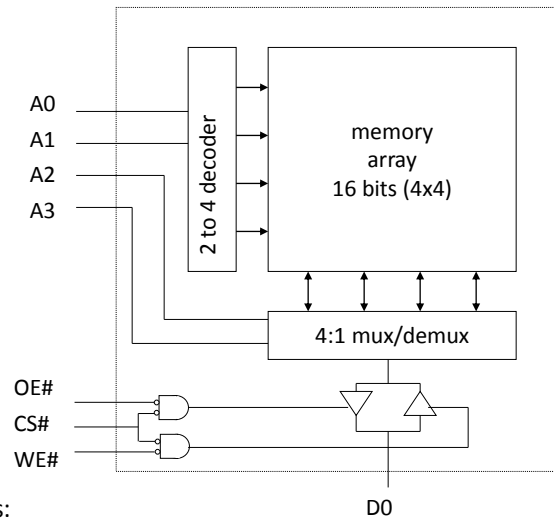 A0
A1
A2
A3
2 to 4 decoder
memory
array
16 bits (4x4)
4:1 mux/demux
OE#
CS#
WE#
D0
s: